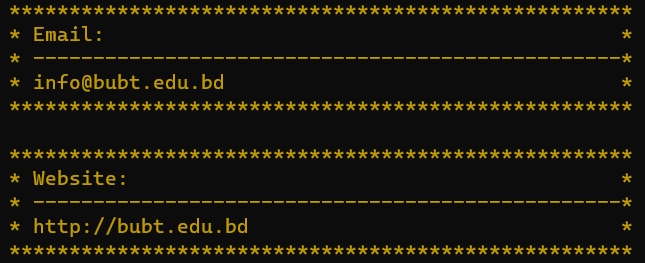 ****************************************************
* Email:                                           *
* -------------------------------------------------*
* info@bubt.edu.bd                                 *
****************************************************
****************************************************
* Website:                                         *
* -------------------------------------------------*
* http://bubt.edu.bd                               *
****************************************************